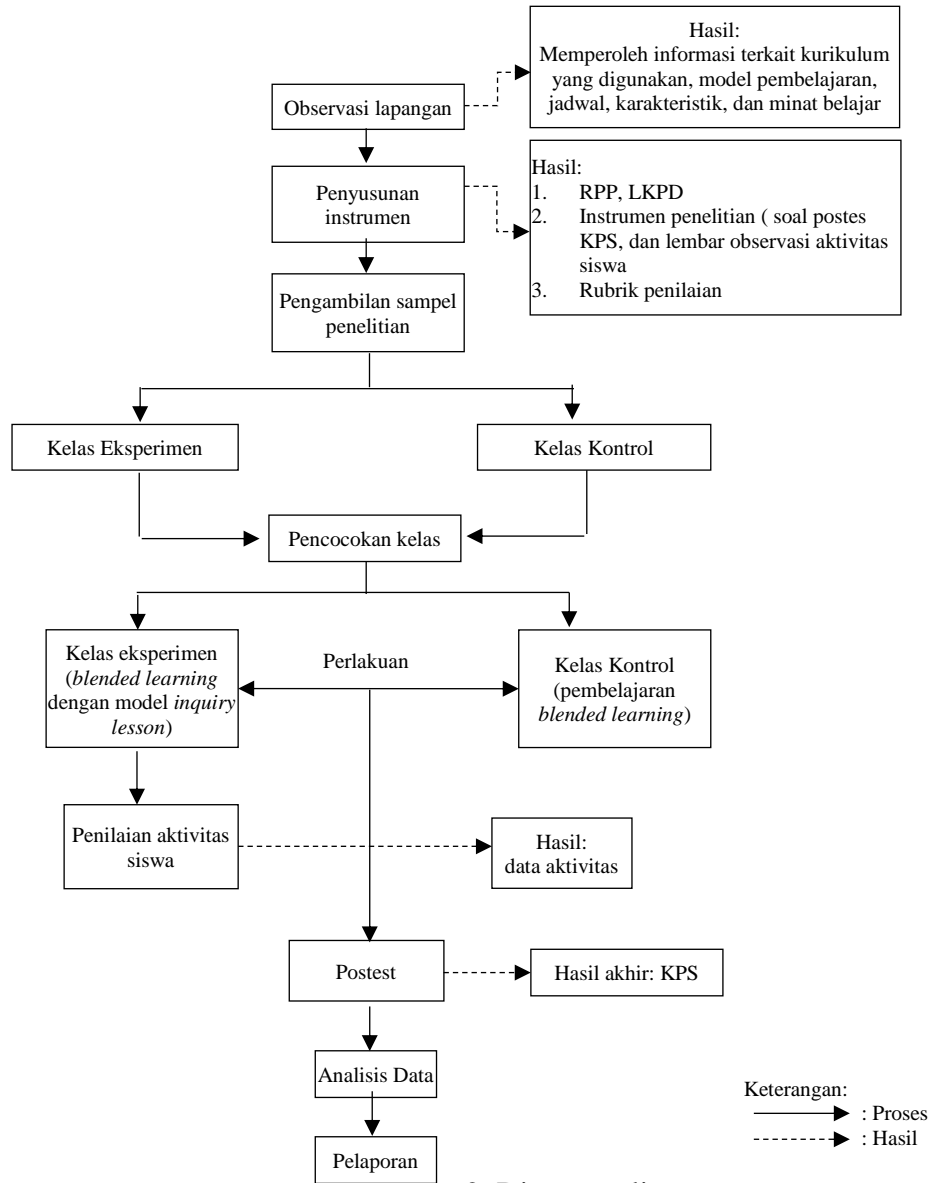 Hasil:
Memperoleh informasi terkait kurikulum
yang digunakan, model pembelajaran,
jadwal, karakteristik, dan minat belajar
Observasi lapangan
Penyusunan
instrumen
Hasil:
1. RPP, LKPD
2. Instrumen penelitian ( soal postes
KPS, dan lembar observasi aktivitas
siswa
3. Rubrik penilaian
Pengambilan sampel
penelitian
Kelas Eksperimen
Kelas Kontrol
Pencocokan kelas
Kelas eksperimen
(blended learning
dengan model inquiry
lesson)
Perlakuan
Kelas Kontrol
(pembelajaran
blended learning)
Penilaian aktivitas
siswa
Hasil:
data aktivitas
Postest
Hasil akhir: KPS
Analisis Data
Pelaporan
Keterangan:
: Proses
: Hasil